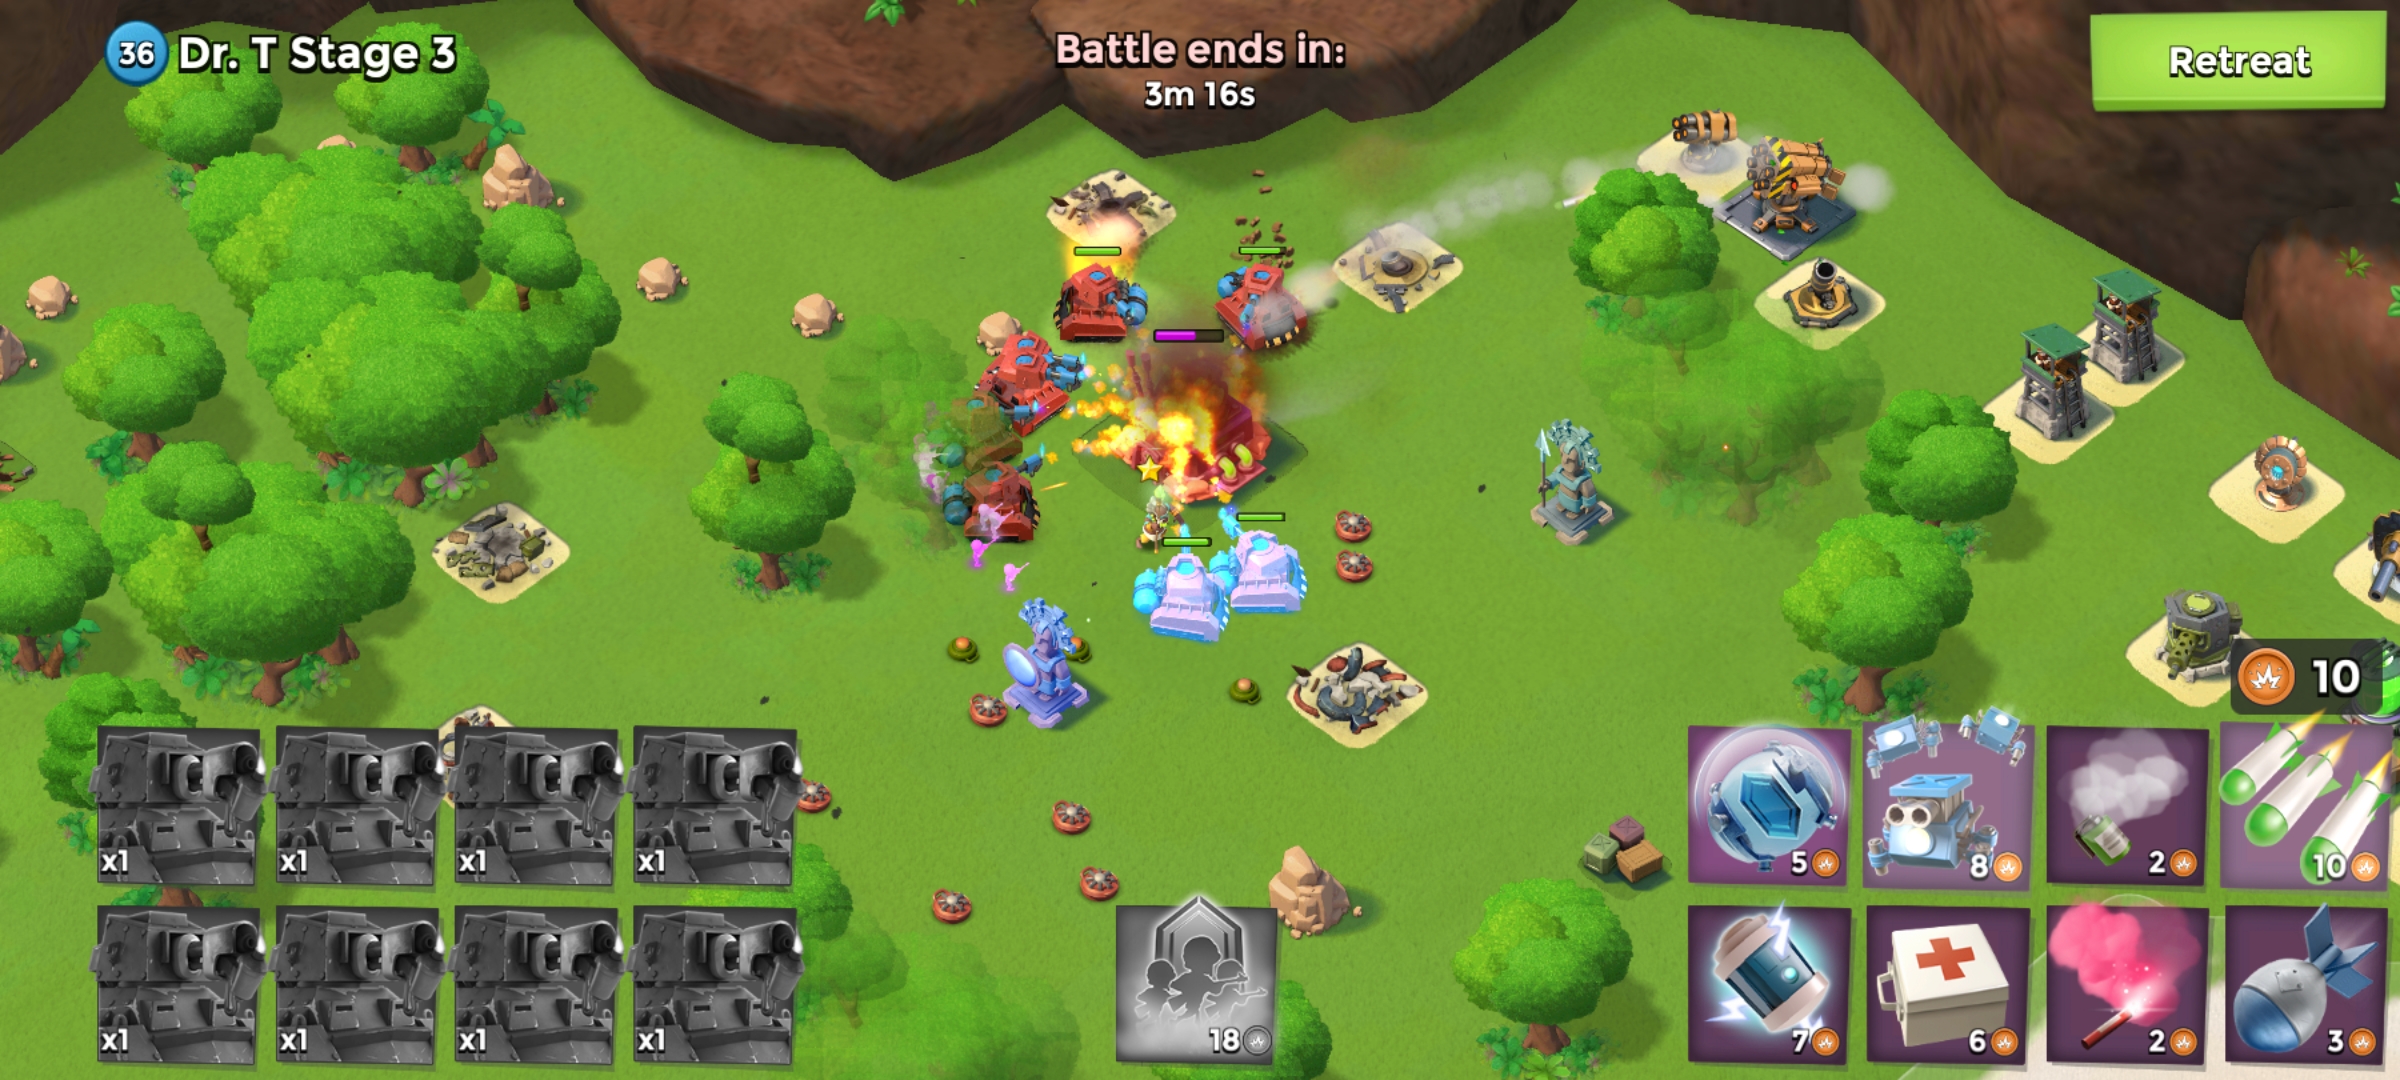 36 Dr. T Stage 3
Battle ends in:
3m 16s
Retreat
10
x1 x1 x1 x1
5 8 2 10
x1 x1 x1 x1
18
7 6 2 3